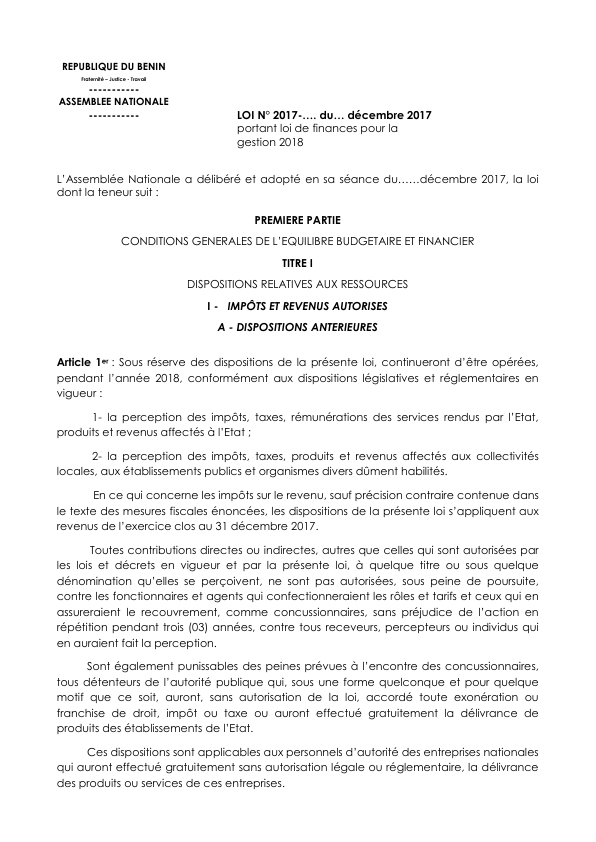 REPUBLIQUE DU BENIN
Fraternité – Justice - Travail
-----------
ASSEMBLEE NATIONALE
-----------
LOI N° 2017-…. du… décembre 2017
portant loi de finances pour la
gestion 2018
L’Assemblée Nationale a délibéré et adopté en sa séance du……décembre 2017, la loi
dont la teneur suit :
PREMIERE PARTIE
CONDITIONS GENERALES DE L’EQUILIBRE BUDGETAIRE ET FINANCIER
TITRE I
DISPOSITIONS RELATIVES AUX RESSOURCES
I - IMPÔTS ET REVENUS AUTORISES
A - DISPOSITIONS ANTERIEURES
Article 1er : Sous réserve des dispositions de la présente loi, continueront d’être opérées,
pendant l’année 2018, conformément aux dispositions législatives et réglementaires en
vigueur :
1- la perception des impôts, taxes, rémunérations des services rendus par l’Etat,
produits et revenus affectés à l’Etat ;
2- la perception des impôts, taxes, produits et revenus affectés aux collectivités
locales, aux établissements publics et organismes divers dûment habilités.
En ce qui concerne les impôts sur le revenu, sauf précision contraire contenue dans
le texte des mesures fiscales énoncées, les dispositions de la présente loi s’appliquent aux
revenus de l’exercice clos au 31 décembre 2017.
Toutes contributions directes ou indirectes, autres que celles qui sont autorisées par
les lois et décrets en vigueur et par la présente loi, à quelque titre ou sous quelque
dénomination qu’elles se perçoivent, ne sont pas autorisées, sous peine de poursuite,
contre les fonctionnaires et agents qui confectionneraient les rôles et tarifs et ceux qui en
assureraient le recouvrement, comme concussionnaires, sans préjudice de l’action en
répétition pendant trois (03) années, contre tous receveurs, percepteurs ou individus qui
en auraient fait la perception.
Sont également punissables des peines prévues à l’encontre des concussionnaires,
tous détenteurs de l’autorité publique qui, sous une forme quelconque et pour quelque
motif que ce soit, auront, sans autorisation de la loi, accordé toute exonération ou
franchise de droit, impôt ou taxe ou auront effectué gratuitement la délivrance de
produits des établissements de l’Etat.
Ces dispositions sont applicables aux personnels d’autorité des entreprises nationales
qui auront effectué gratuitement sans autorisation légale ou réglementaire, la délivrance
des produits ou services de ces entreprises.